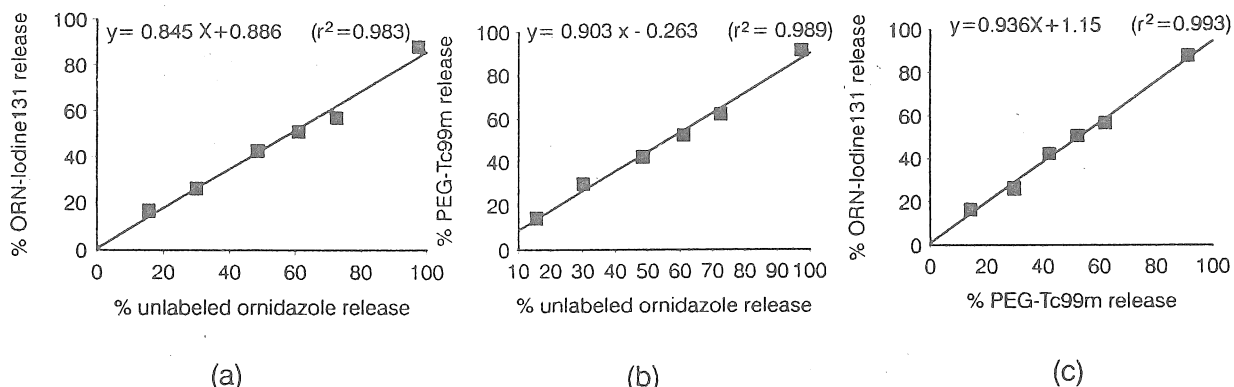 y= 0.845 X+0.886 (r²=0.983)
% ORN-Iodine131 release
100
80
60
40
20
0
0 20 40 60 80 100
% unlabeled ornidazole release
(a)
y= 0.903 x - 0.263 (r²= 0.989)
% PEG-Tc99m release
100
80
60
40
20
0
10 20 30 40 50 60 70 80 90 100
% unlabeled ornidazole release
(b)
y=0.936X+1.15 (r²=0.993)
% ORN-Iodine131 release
100
80
60
40
20
0
0 20 40 60 80 100
% PEG-Tc99m release
(c)